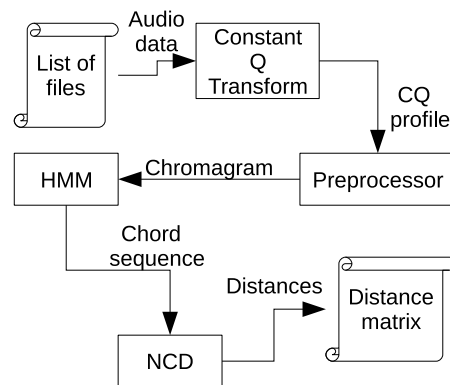 Audio
data
List of
files
Constant
Q
Transform
CQ
profile
HMM
Chromagram
Preprocessor
Chord
sequence
Distances
Distance
matrix
NCD